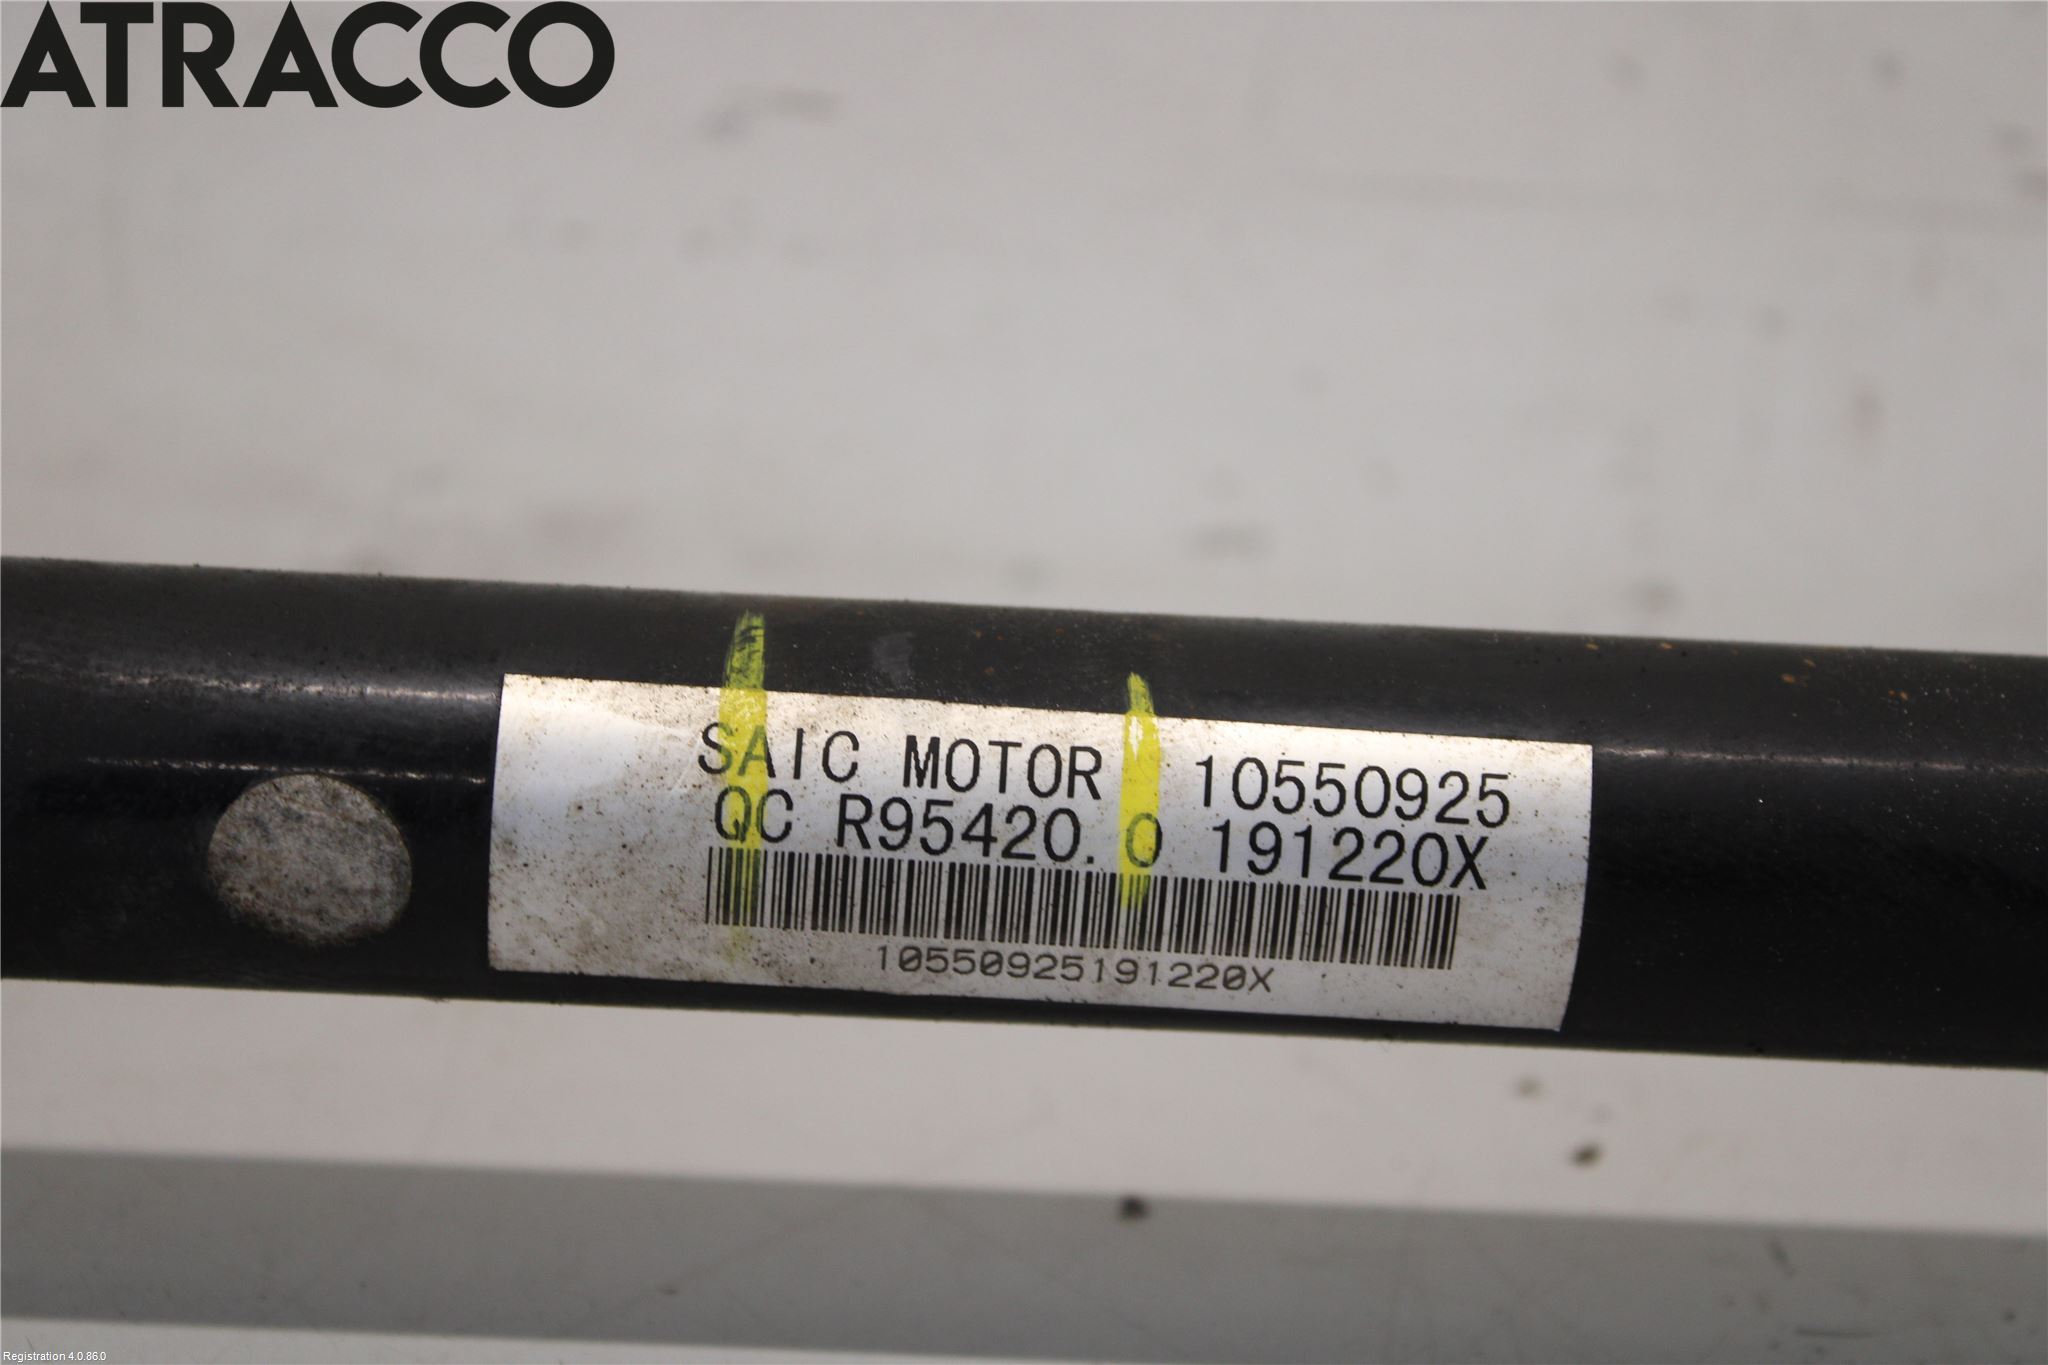 ATRACCO
SAIC MOTOR 10550925
QC R95420.0 191220X
10550925191220X
Registration 4.0.86.0